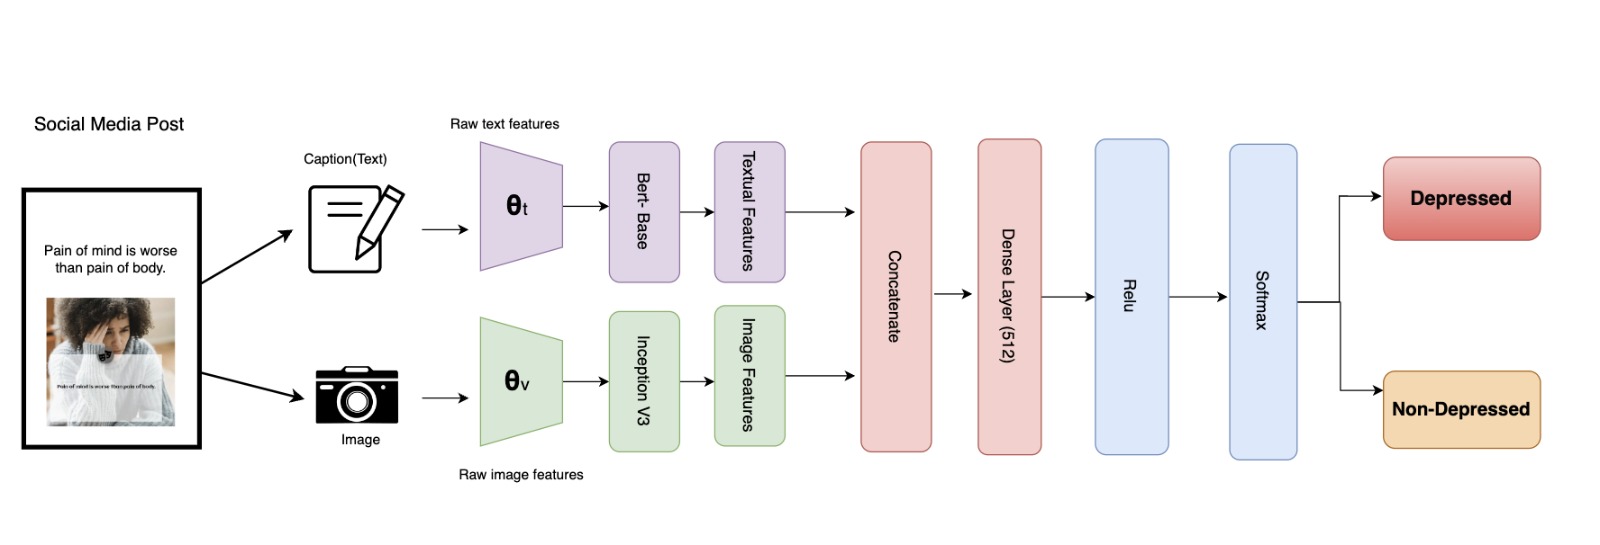 Social Media Post
Pain of mind is worse
than pain of body.
Pain of mind is worse than pain of body.
Caption(Text)
Image
Raw text features
θt
Bert- Base
Textual Features
Raw image features
θv
Inception V3
Image Features
Concatenate
Dense Layer (512)
Relu
Softmax
Depressed
Non-Depressed